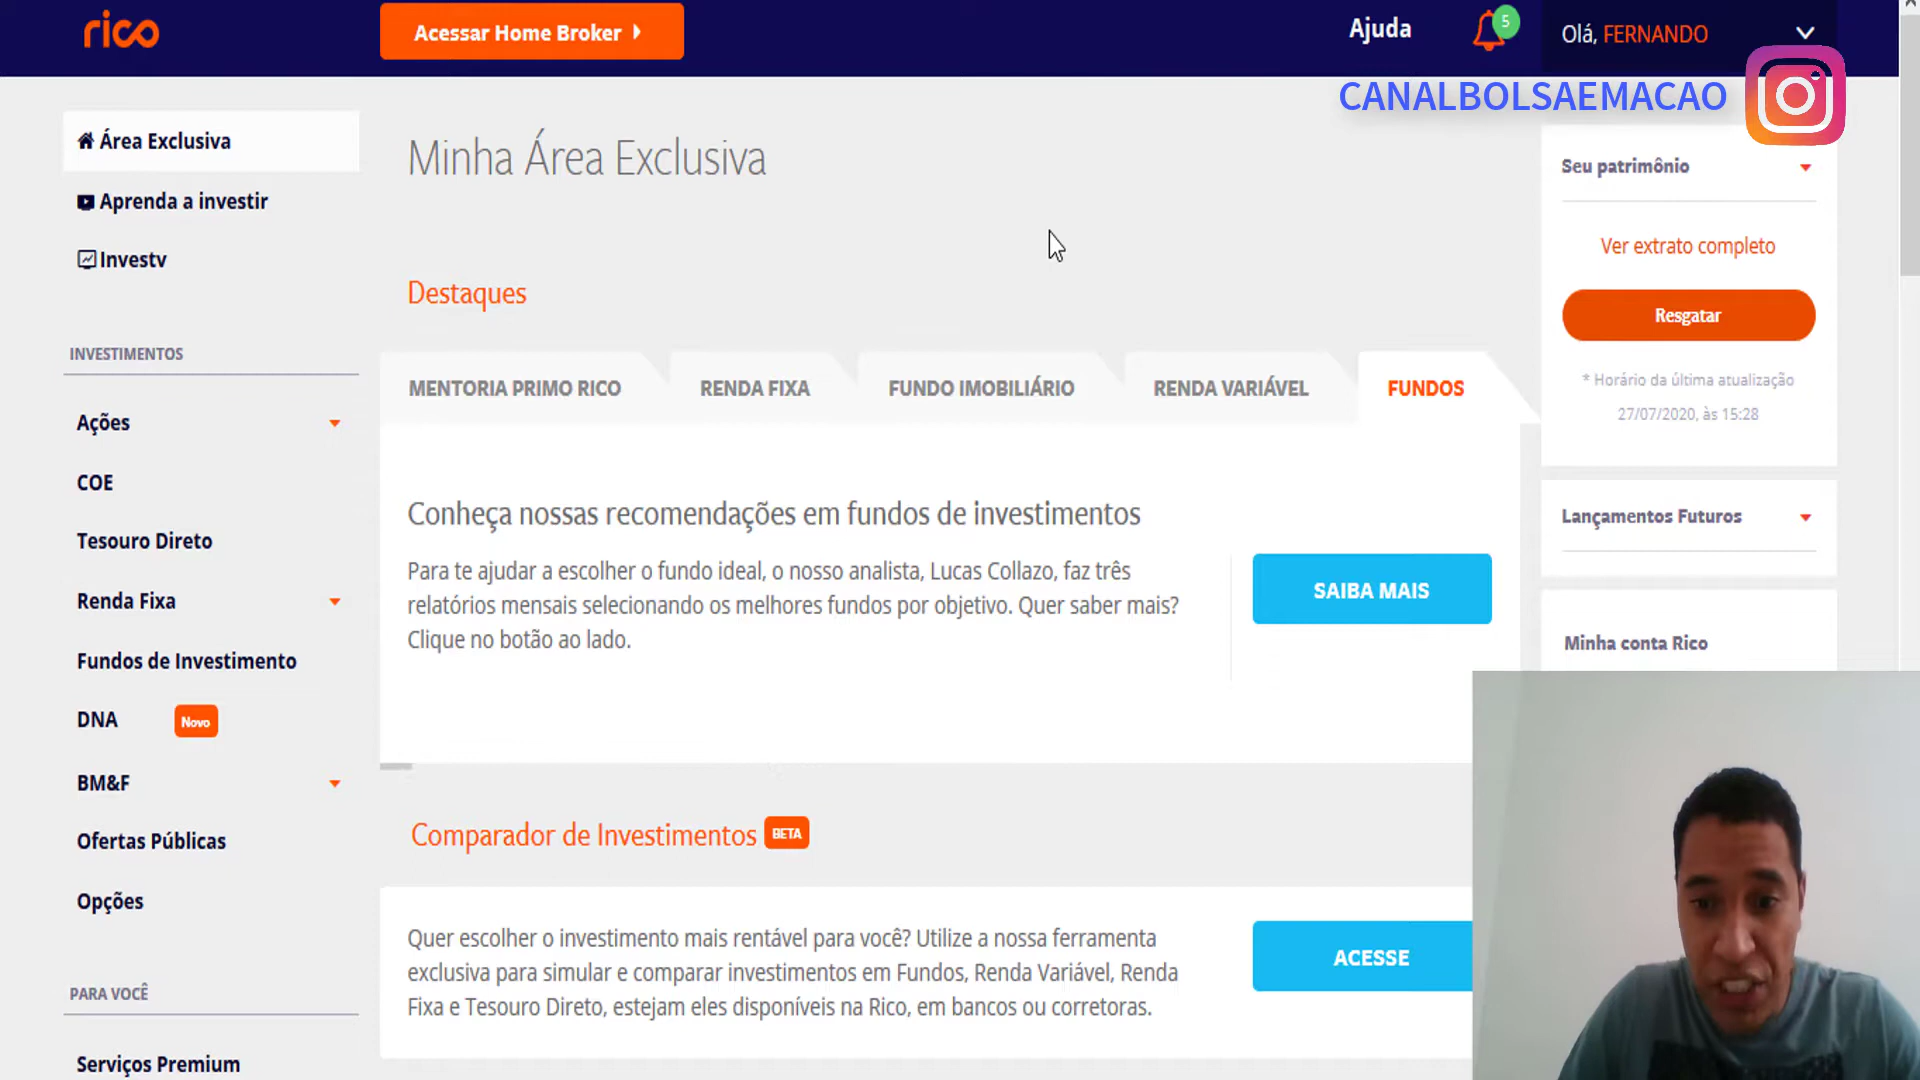 rico
Acessar Home Broker
Ajuda
5
Olá, FERNANDO
CANALBOLSAEMACAO
Área Exclusiva
Aprenda a investir
Investv
INVESTIMENTOS
Ações
COE
Tesouro Direto
Renda Fixa
Fundos de Investimento
DNA Novo
BM&F
Ofertas Públicas
Opções
PARA VOCÊ
Serviços Premium
Minha Área Exclusiva
Destaques
MENTORIA PRIMO RICO
RENDA FIXA
FUNDO IMOBILIÁRIO
RENDA VARIÁVEL
FUNDOS
Conheça nossas recomendações em fundos de investimentos
Para te ajudar a escolher o fundo ideal, o nosso analista, Lucas Collazo, faz três
relatórios mensais selecionando os melhores fundos por objetivo. Quer saber mais?
Clique no botão ao lado.
SAIBA MAIS
Comparador de Investimentos BETA
Quer escolher o investimento mais rentável para você? Utilize a nossa ferramenta
exclusiva para simular e comparar investimentos em Fundos, Renda Variável, Renda
Fixa e Tesouro Direto, estejam eles disponíveis na Rico, em bancos ou corretoras.
ACESSE
Seu patrimônio
Ver extrato completo
Resgatar
* Horário da última atualização
27/07/2020, às 15:28
Lançamentos Futuros
Minha conta Rico